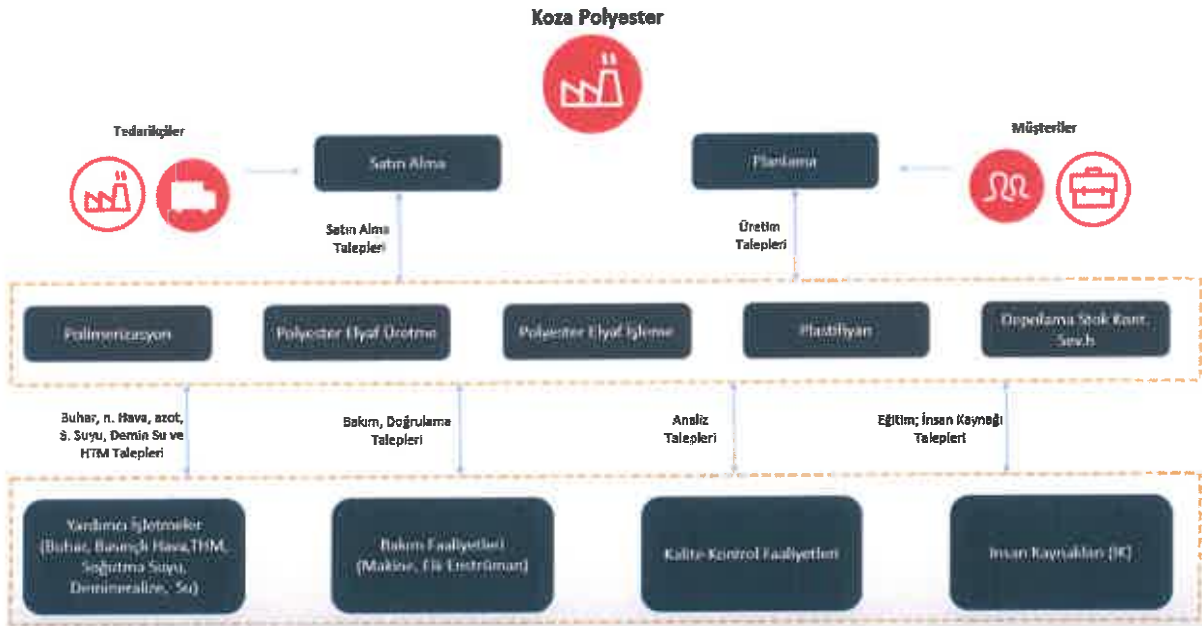 Koza Polyester
Tedarikçiler
Müşteriler
Satın Alma
Planlama
Satın Alma
Talepleri
Üretim
Talepleri
Polimerizasyon
Polyester Elyaf Üretme
Polyester Elyaf İşleme
Plastifiyan
Depolama Stok Kont.
Sev.h
Buhar, n. Hava, azot,
S. Suyu, Demin Su ve
HTM Talepleri
Bakım, Doğrulama
Talepleri
Analiz
Talepleri
Eğitim; İnsan Kaynağı
Talepleri
Yardımcı İşletmeler
(Buhar, Basınçlı Hava,THM,
Soğutma Suyu,
Demineralize, Su)
Bakım Faaliyetleri
(Makine, Elk-Enstrüman)
Kalite-Kontrol Faaliyetleri
İnsan Kaynakları (İK)